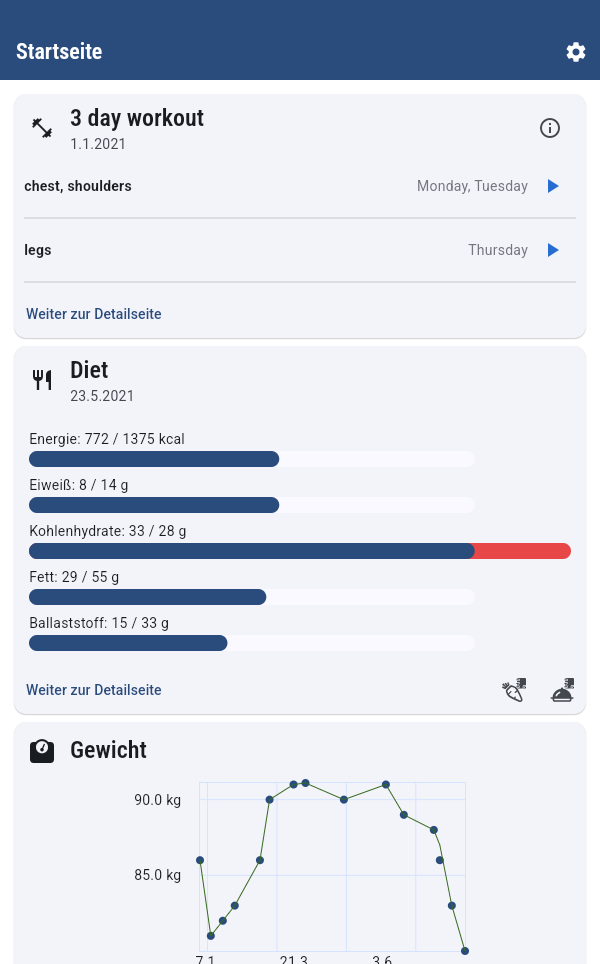 Startseite
3 day workout
1.1.2021
chest, shoulders Monday, Tuesday
legs Thursday
Weiter zur Detailseite
Diet
23.5.2021
Energie: 772 / 1375 kcal
Eiweiß: 8 / 14 g
Kohlenhydrate: 33 / 28 g
Fett: 29 / 55 g
Ballaststoff: 15 / 33 g
Weiter zur Detailseite
Gewicht
90.0 kg
85.0 kg
7.1 21.3 3.6